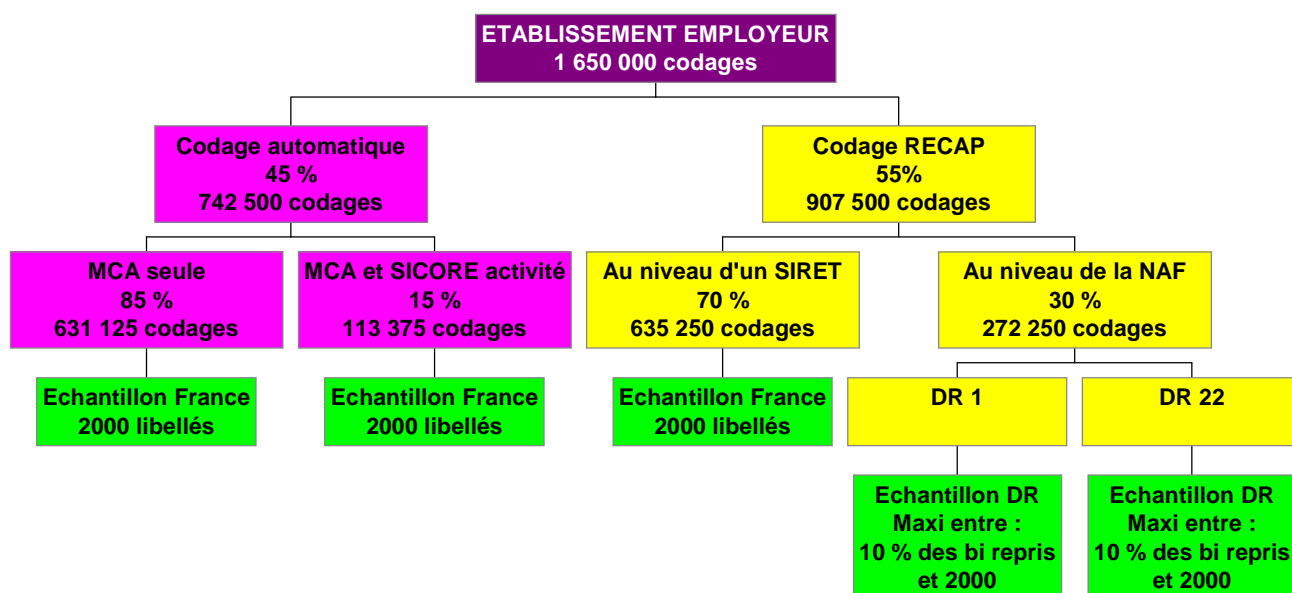 ETABLISSEMENT EMPLOYEUR
1 650 000 codages
Codage automatique
45 %
742 500 codages
Codage RECAP
55%
907 500 codages
MCA seule
85 %
631 125 codages
MCA et SICORE activité
15 %
113 375 codages
Au niveau d'un SIRET
70 %
635 250 codages
Au niveau de la NAF
30 %
272 250 codages
Echantillon France
2000 libellés
Echantillon France
2000 libellés
Echantillon France
2000 libellés
DR 1
DR 22
Echantillon DR
Maxi entre :
10 % des bi repris
et 2000
Echantillon DR
Maxi entre :
10 % des bi repris
et 2000